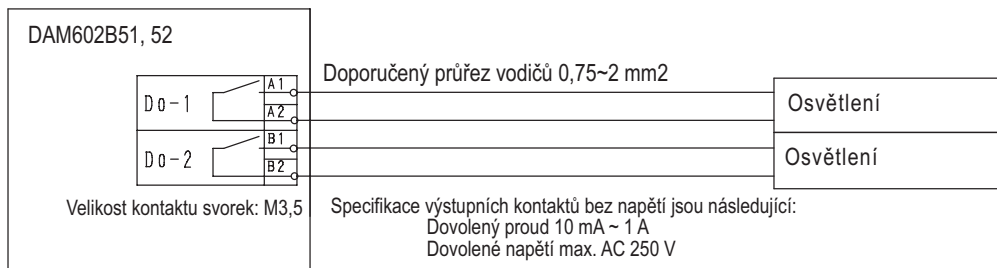 DAM602B51, 52
Doporučený průřez vodičů 0,75~2 mm2
Do-1
A1
A2
Osvětlení
Do-2
B1
B2
Osvětlení
Velikost kontaktu svorek: M3,5
Specifikace výstupních kontaktů bez napětí jsou následující:
Dovolený proud 10 mA ~ 1 A
Dovolené napětí max. AC 250 V